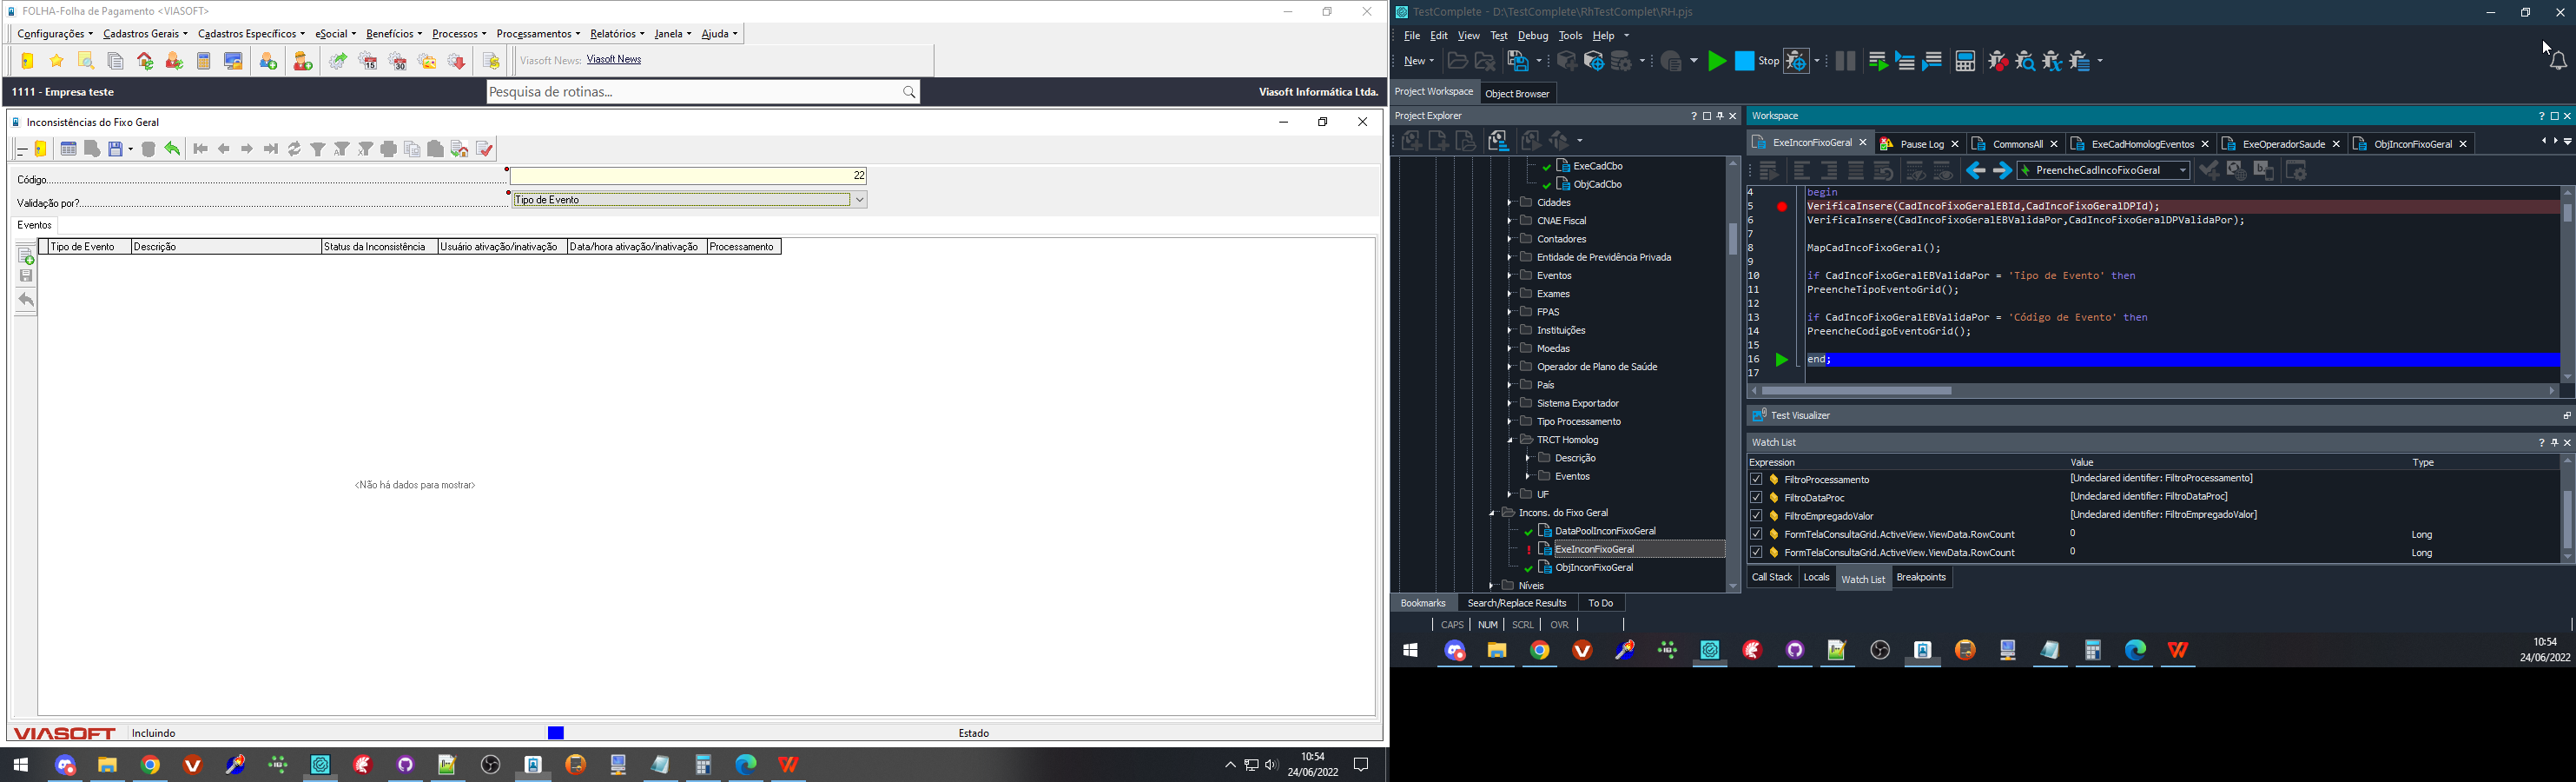 FOLHA-Folha de Pagamento <VIASOFT>
Configurações Cadastros Gerais Cadastros Específicos eSocial Benefícios Processos Processamentos Relatórios Janela Ajuda
15 30 Viasoft News: Viasoft News
1111 - Empresa teste Pesquisa de rotinas... Viasoft Informática Ltda.
Inconsistências do Fixo Geral
Código 22
Validação por? Tipo de Evento
Eventos
Tipo de Evento Descrição Status da Inconsistência Usuário ativação/inativação Data/hora ativação/inativação Processamento
<Não há dados para mostrar>
VIASOFT Incluindo Estado
10:54
24/06/2022
TestComplete - D:\TestComplete\RhTestComplet\RH.pjs
File Edit View Test Debug Tools Help
New Stop
Project Workspace Object Browser
Project Explorer
ExeCadCbo
ObjCadCbo
Cidades
CNAE Fiscal
Contadores
Entidade de Previdência Privada
Eventos
Exames
FPAS
Instituições
Moedas
Operador de Plano de Saúde
País
Sistema Exportador
Tipo Processamento
TRCT Homolog
Descrição
Eventos
UF
Incons. do Fixo Geral
DataPoolInconFixoGeral
ExeInconFixoGeral
ObjInconFixoGeral
Níveis
Bookmarks Search/Replace Results To Do
CAPS NUM SCRL OVR
Workspace
ExeInconFixoGeral Pause Log CommonsAll ExeCadHomologEventos ExeOperadorSaude ObjInconFixoGeral
PreencheCadIncoFixoGeral
4 begin
5 VerificaInsere(CadIncoFixoGeralEBId,CadIncoFixoGeralDPId);
6 VerificaInsere(CadIncoFixoGeralEBValidaPor,CadIncoFixoGeralDPValidaPor);
7
8 MapCadIncoFixoGeral();
9
10 if CadIncoFixoGeralEBValidaPor = 'Tipo de Evento' then
11 PreencheTipoEventoGrid();
12
13 if CadIncoFixoGeralEBValidaPor = 'Código de Evento' then
14 PreencheCodigoEventoGrid();
15
16 end;
17
Test Visualizer
Watch List
Expression Value Type
FiltroProcessamento [Undeclared identifier: FiltroProcessamento]
FiltroDataProc [Undeclared identifier: FiltroDataProc]
FiltroEmpregadoValor [Undeclared identifier: FiltroEmpregadoValor]
FormTelaConsultaGrid.ActiveView.ViewData.RowCount 0 Long
FormTelaConsultaGrid.ActiveView.ViewData.RowCount 0 Long
Call Stack Locals Watch List Breakpoints
10:54
24/06/2022